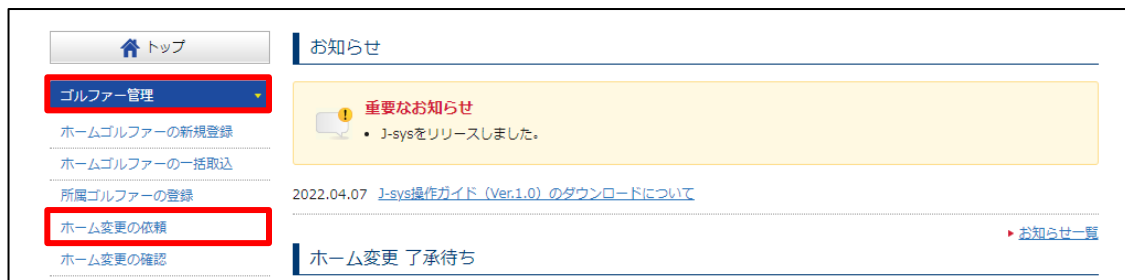 トップ
ゴルファー管理
ホームゴルファーの新規登録
ホームゴルファーの一括取込
所属ゴルファーの登録
ホーム変更の依頼
ホーム変更の確認
お知らせ
重要なお知らせ
• J-sysをリリースしました。
2022.04.07 J-sys操作ガイド（Ver.1.0）のダウンロードについて
お知らせ一覧
ホーム変更 了承待ち